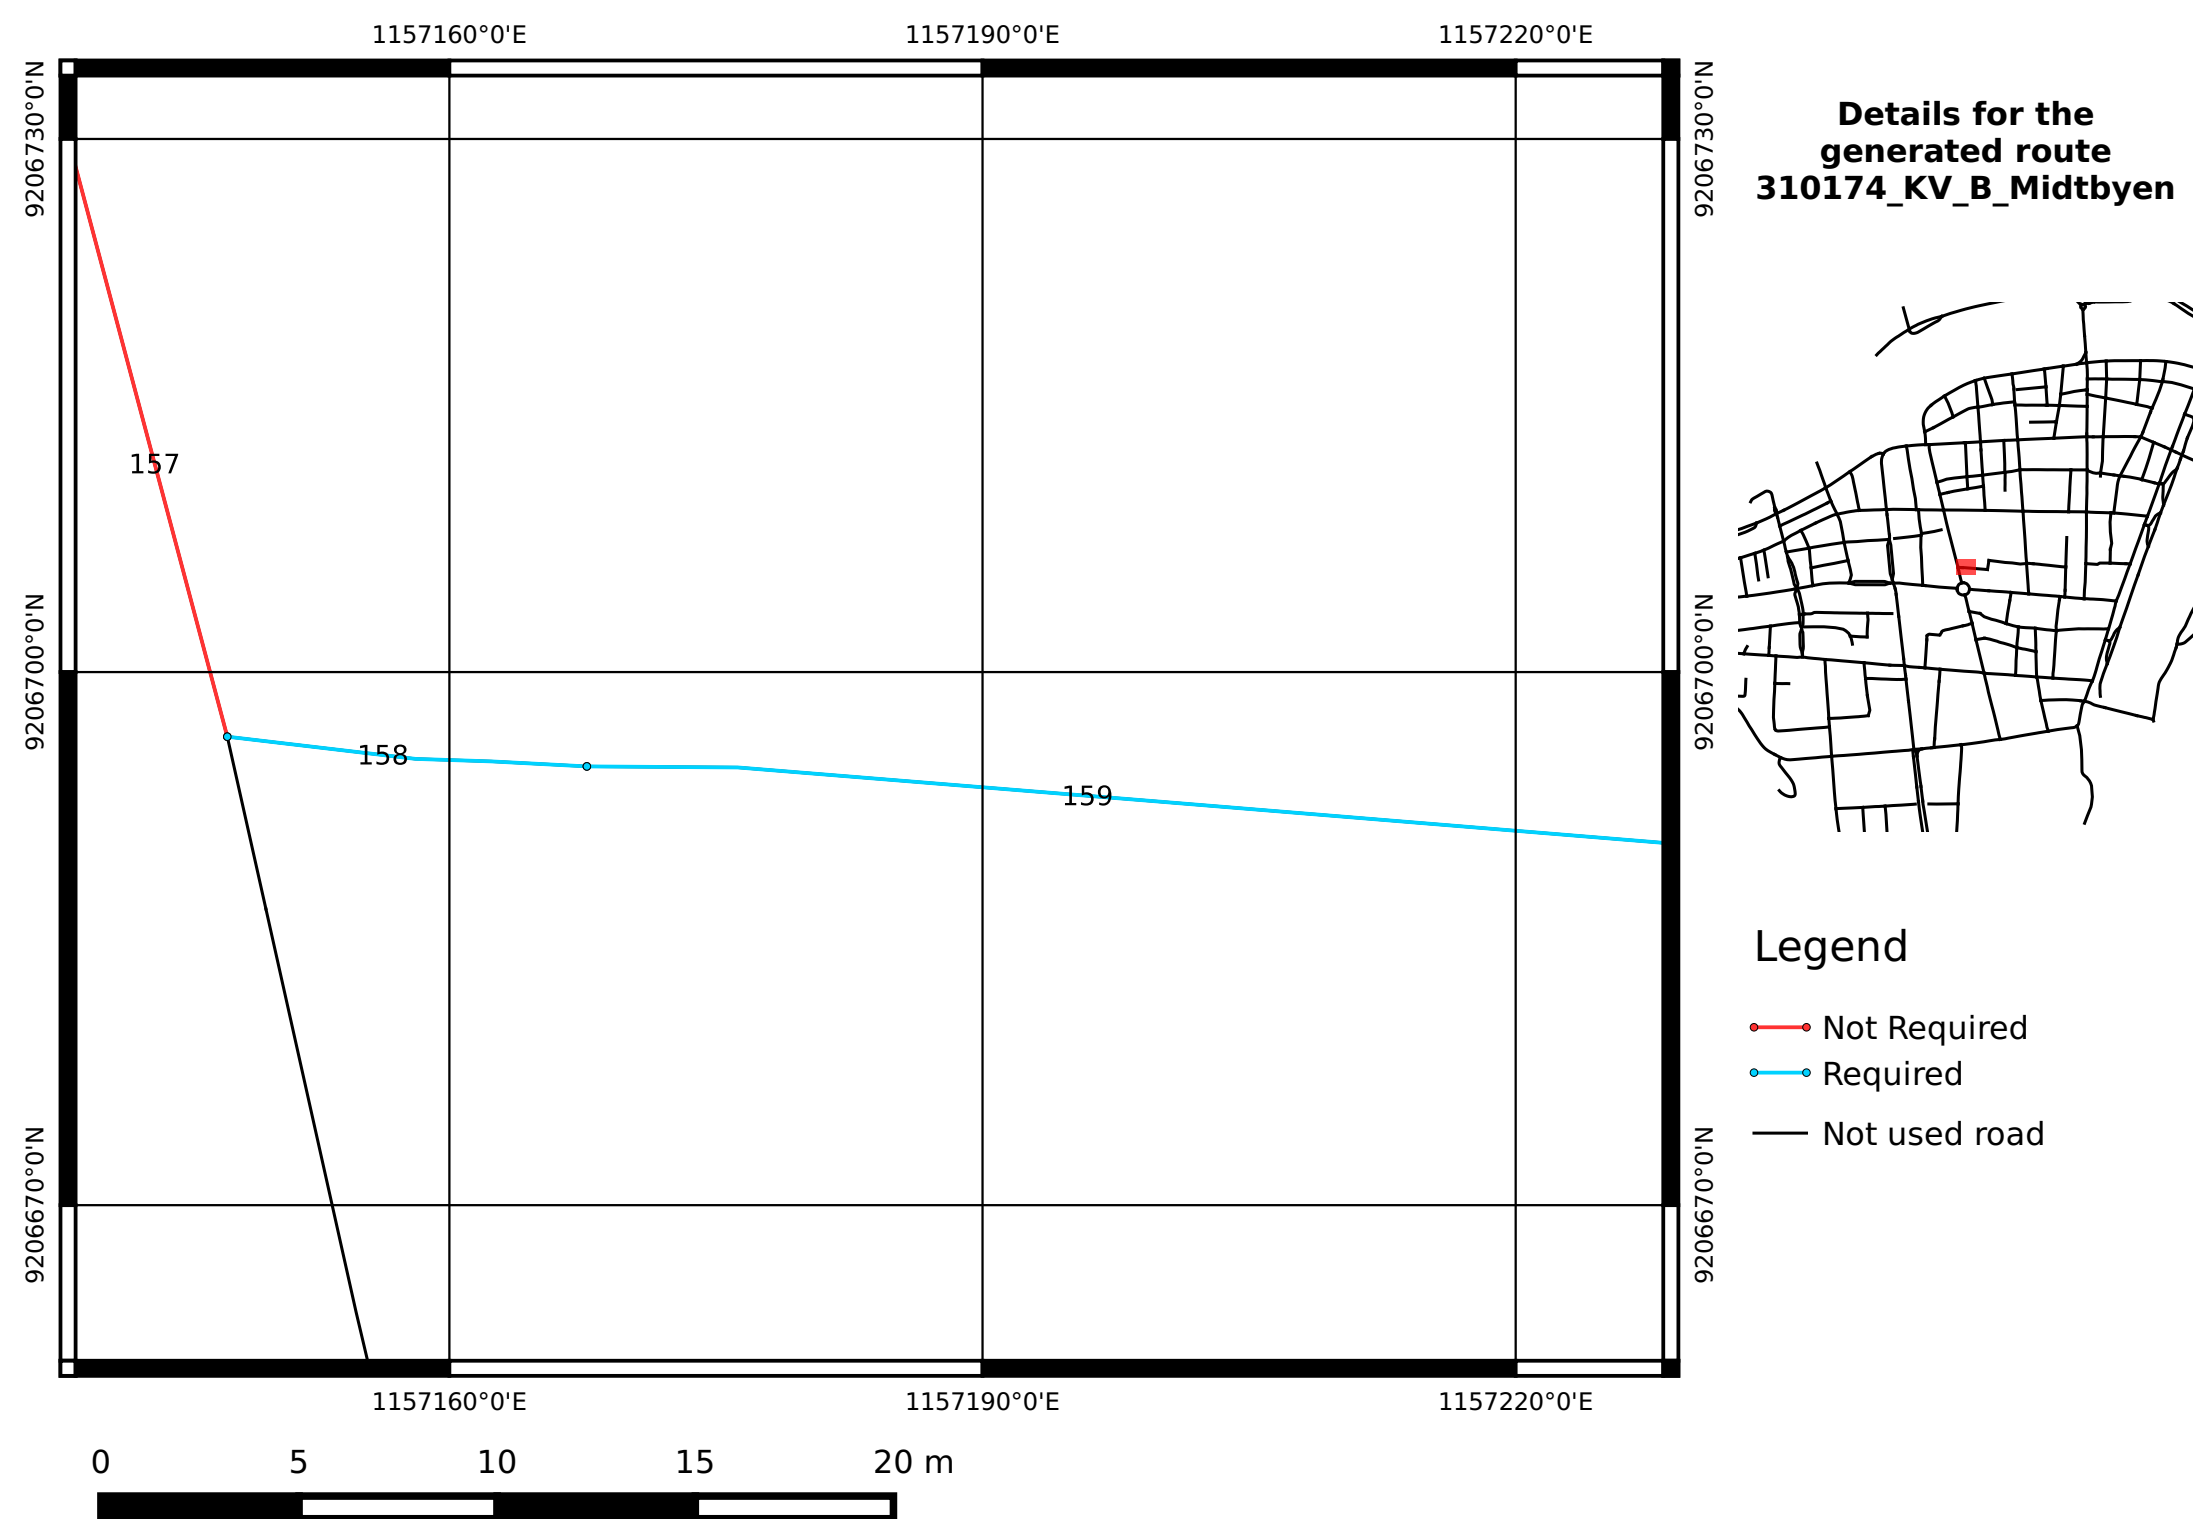 1157160°0'E 1157190°0'E 1157220°0'E
9206730°0'N
9206730°0'N
9206700°0'N
9206700°0'N
9206670°0'N
9206670°0'N
157
158
159
1157160°0'E 1157190°0'E 1157220°0'E
0 5 10 15 20 m
Details for the
generated route
310174_KV_B_Midtbyen
Legend
Not Required
Required
Not used road